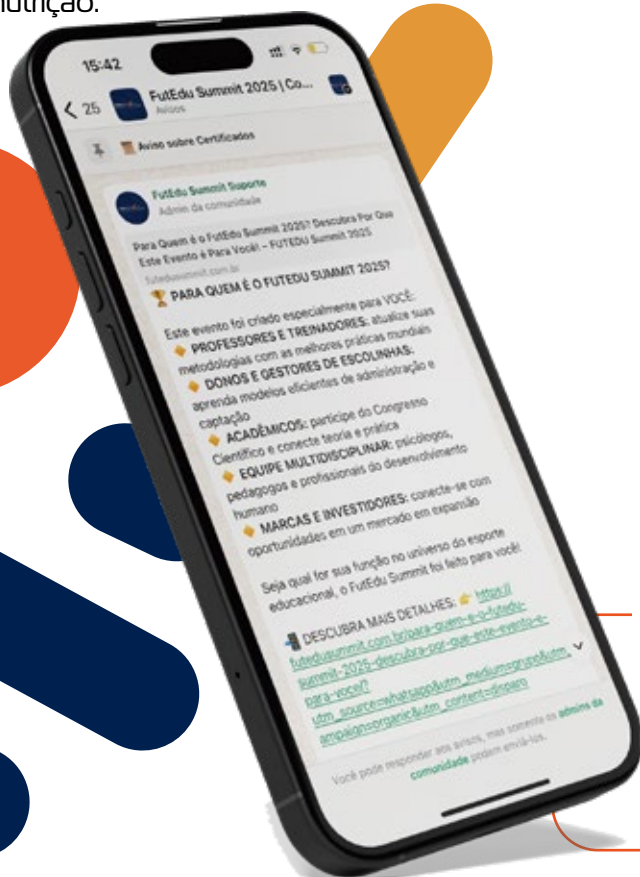 nutrição.
15:42
25
FutEdu Summit 2025 | Co...
Avisos
Aviso sobre Certificados
FutEdu Summit Suporte
Admin da comunidade
Para Quem é o FutEdu Summit 2025? Descubra Por Que
Este Evento é Para Você! – FUTEDU Summit 2025
futedusummit.com.br
🏆 PARA QUEM É O FUTEDU SUMMIT 2025?
Este evento foi criado especialmente para VOCÊ:
🔸 PROFESSORES E TREINADORES: atualize suas
metodologias com as melhores práticas mundiais
🔸 DONOS E GESTORES DE ESCOLINHAS:
aprenda modelos eficientes de administração e
captação
🔸 ACADÊMICOS: participe do Congresso
Científico e conecte teoria e prática
🔸 EQUIPE MULTIDISCIPLINAR: psicólogos,
pedagogos e profissionais do desenvolvimento
humano
🔸 MARCAS E INVESTIDORES: conecte-se com
oportunidades em um mercado em expansão
Seja qual for sua função no universo do esporte
educacional, o FutEdu Summit foi feito para você!
📲 DESCUBRA MAIS DETALHES: 👉 https://
futedusummit.com.br/para-quem-e-o-futedu-
summit-2025-descubra-por-que-este-evento-e-
para-voce/?
utm_source=whatsapp&utm_medium=grupo&utm_
ampaign=organic&utm_content=disparo
Você pode responder aos avisos, mas somente os admins da
comunidade podem enviá-los.